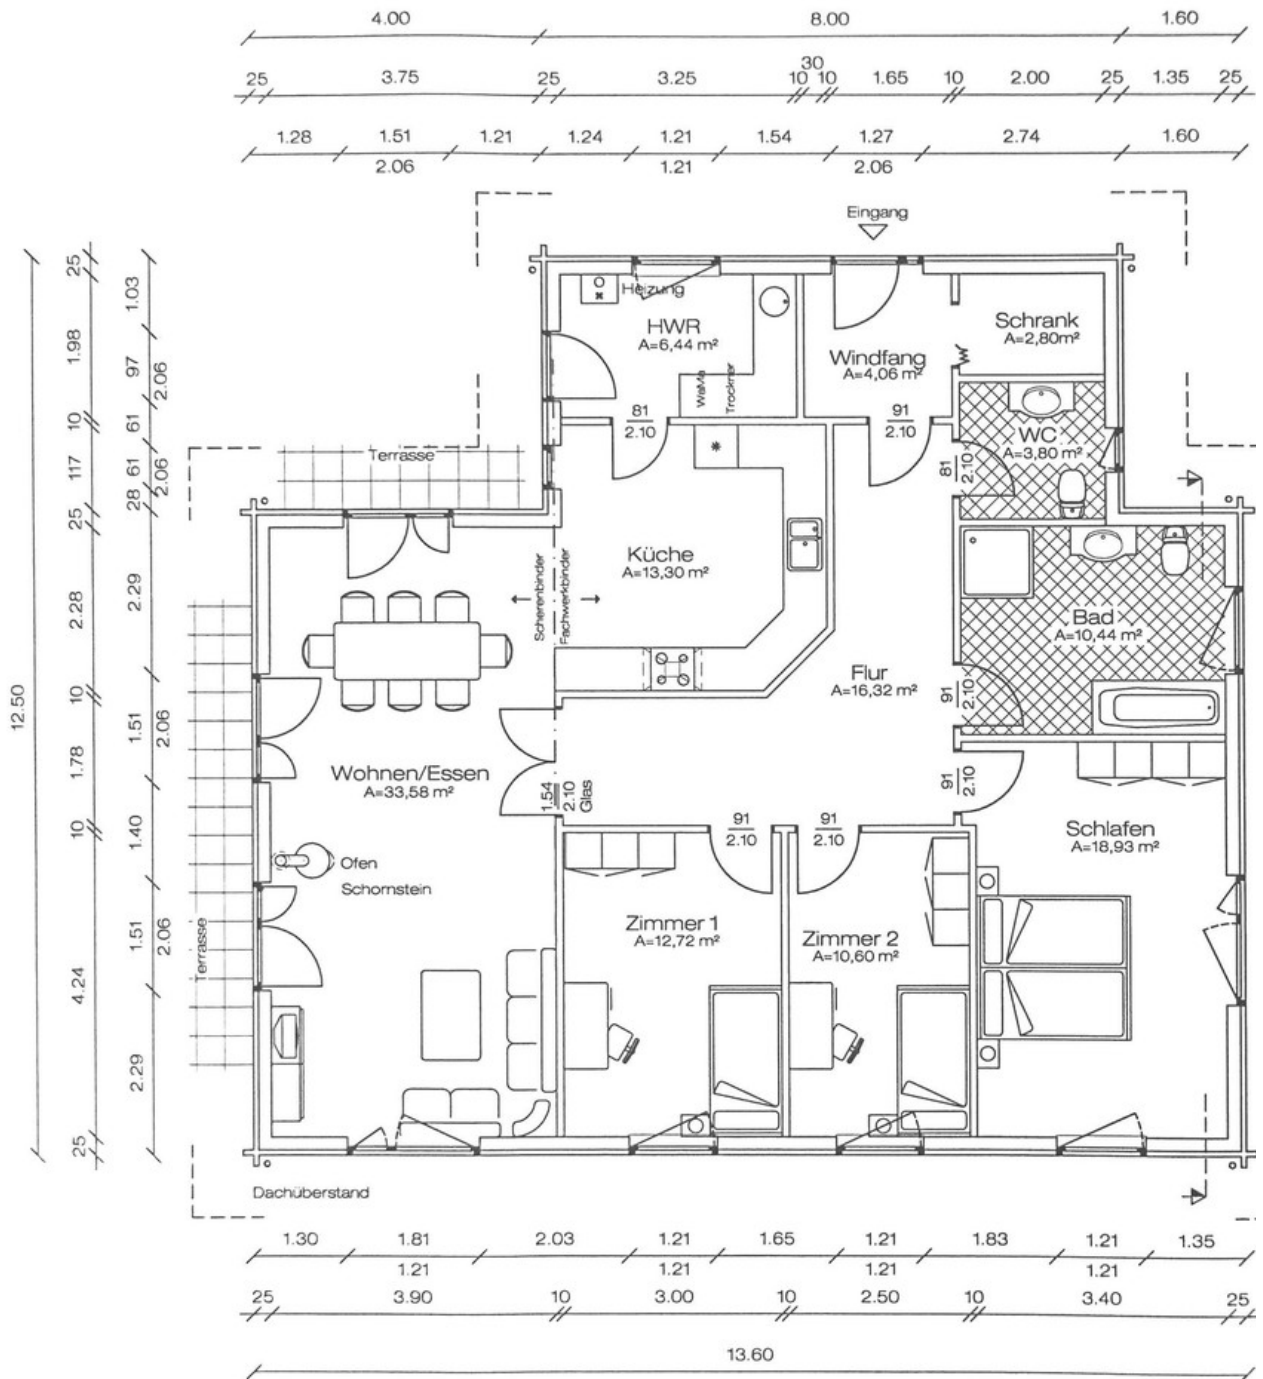 4.00 8.00 1.60
30
25 3.75 25 3.25 10 10 1.65 10 2.00 25 1.35 25
1.28 1.51 1.21 1.24 1.21 1.54 1.27 2.74 1.60
2.06 1.21 2.06
Eingang
12.50
25 1.98 10 117 25 2.28 10 1.78 10 4.24 25
1.03 97 61 61 28 2.29 1.51 1.40 1.51 2.29
2.06 2.06 2.06 2.06
Heizung
HWR
A=6,44 m²
WaMa
Trockner
Windfang
A=4,06 m²
Schrank
A=2,80m²
81
2.10
91
2.10
81
2.10
WC
A=3,80 m²
Terrasse
Küche
A=13,30 m²
Scherenbinder
Fachwerkbinder
Bad
A=10,44 m²
Flur
A=16,32 m²
91
2.10
Wohnen/Essen
A=33,58 m²
1.54
2.10
Glas
91
2.10
91
2.10
91
2.10
Schlafen
A=18,93 m²
Ofen
Schornstein
Terrasse
Zimmer 1
A=12,72 m²
Zimmer 2
A=10,60 m²
Dachüberstand
1.30 1.81 2.03 1.21 1.65 1.21 1.83 1.21 1.35
1.21 1.21 1.21 1.21
25 3.90 10 3.00 10 2.50 10 3.40 25
13.60